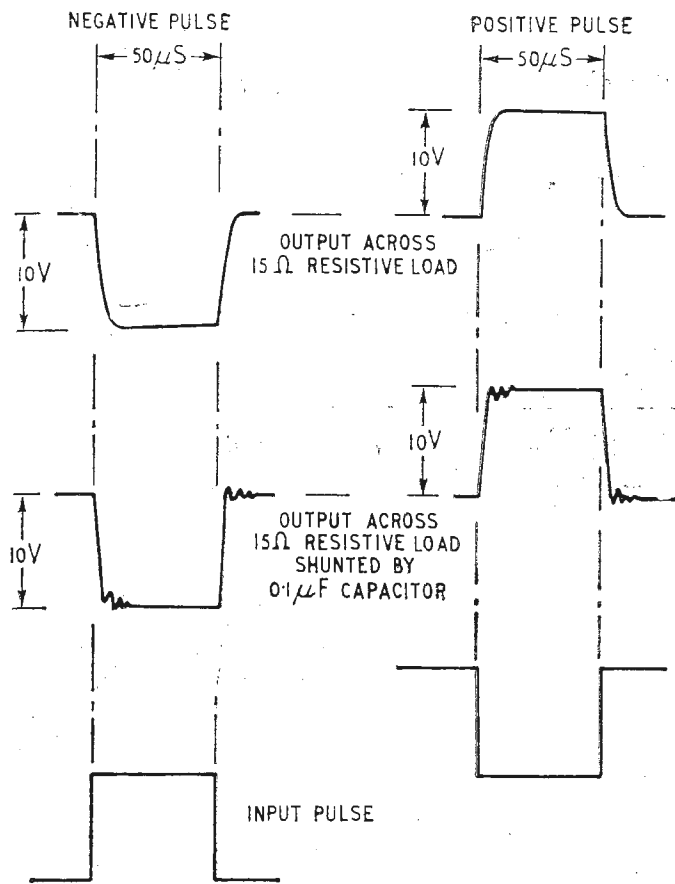 NEGATIVE PULSE
POSITIVE PULSE
50μS
50μS
10V
10V
OUTPUT ACROSS
15Ω RESISTIVE LOAD
10V
10V
OUTPUT ACROSS
15Ω RESISTIVE LOAD
SHUNTED BY
0·1μF CAPACITOR
INPUT PULSE